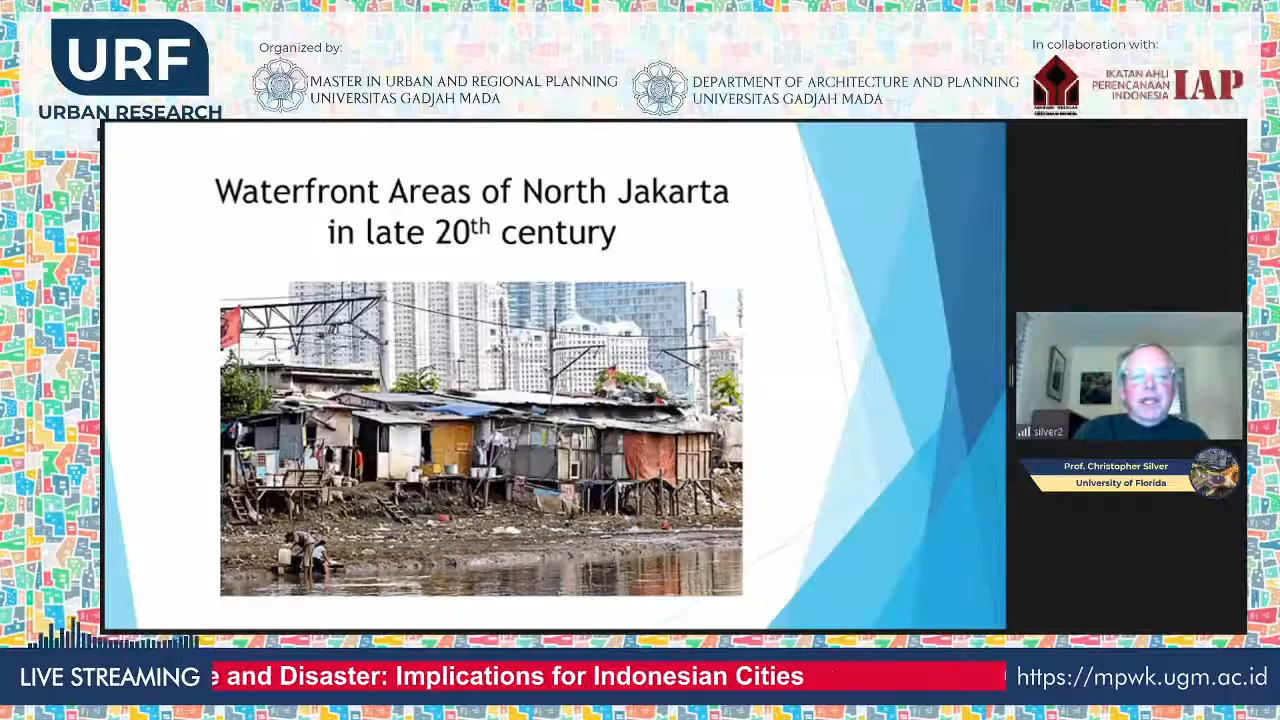 URF
URBAN RESEARCH
Organized by:
MASTER IN URBAN AND REGIONAL PLANNING
UNIVERSITAS GADJAH MADA
DEPARTMENT OF ARCHITECTURE AND PLANNING
UNIVERSITAS GADJAH MADA
In collaboration with:
IKATAN AHLI
PERENCANAAN
INDONESIA
IAP
Waterfront Areas of North Jakarta
in late 20th century
silver2
Prof. Christopher Silver
University of Florida
LIVE STREAMING
e and Disaster: Implications for Indonesian Cities
https://mpwk.ugm.ac.id